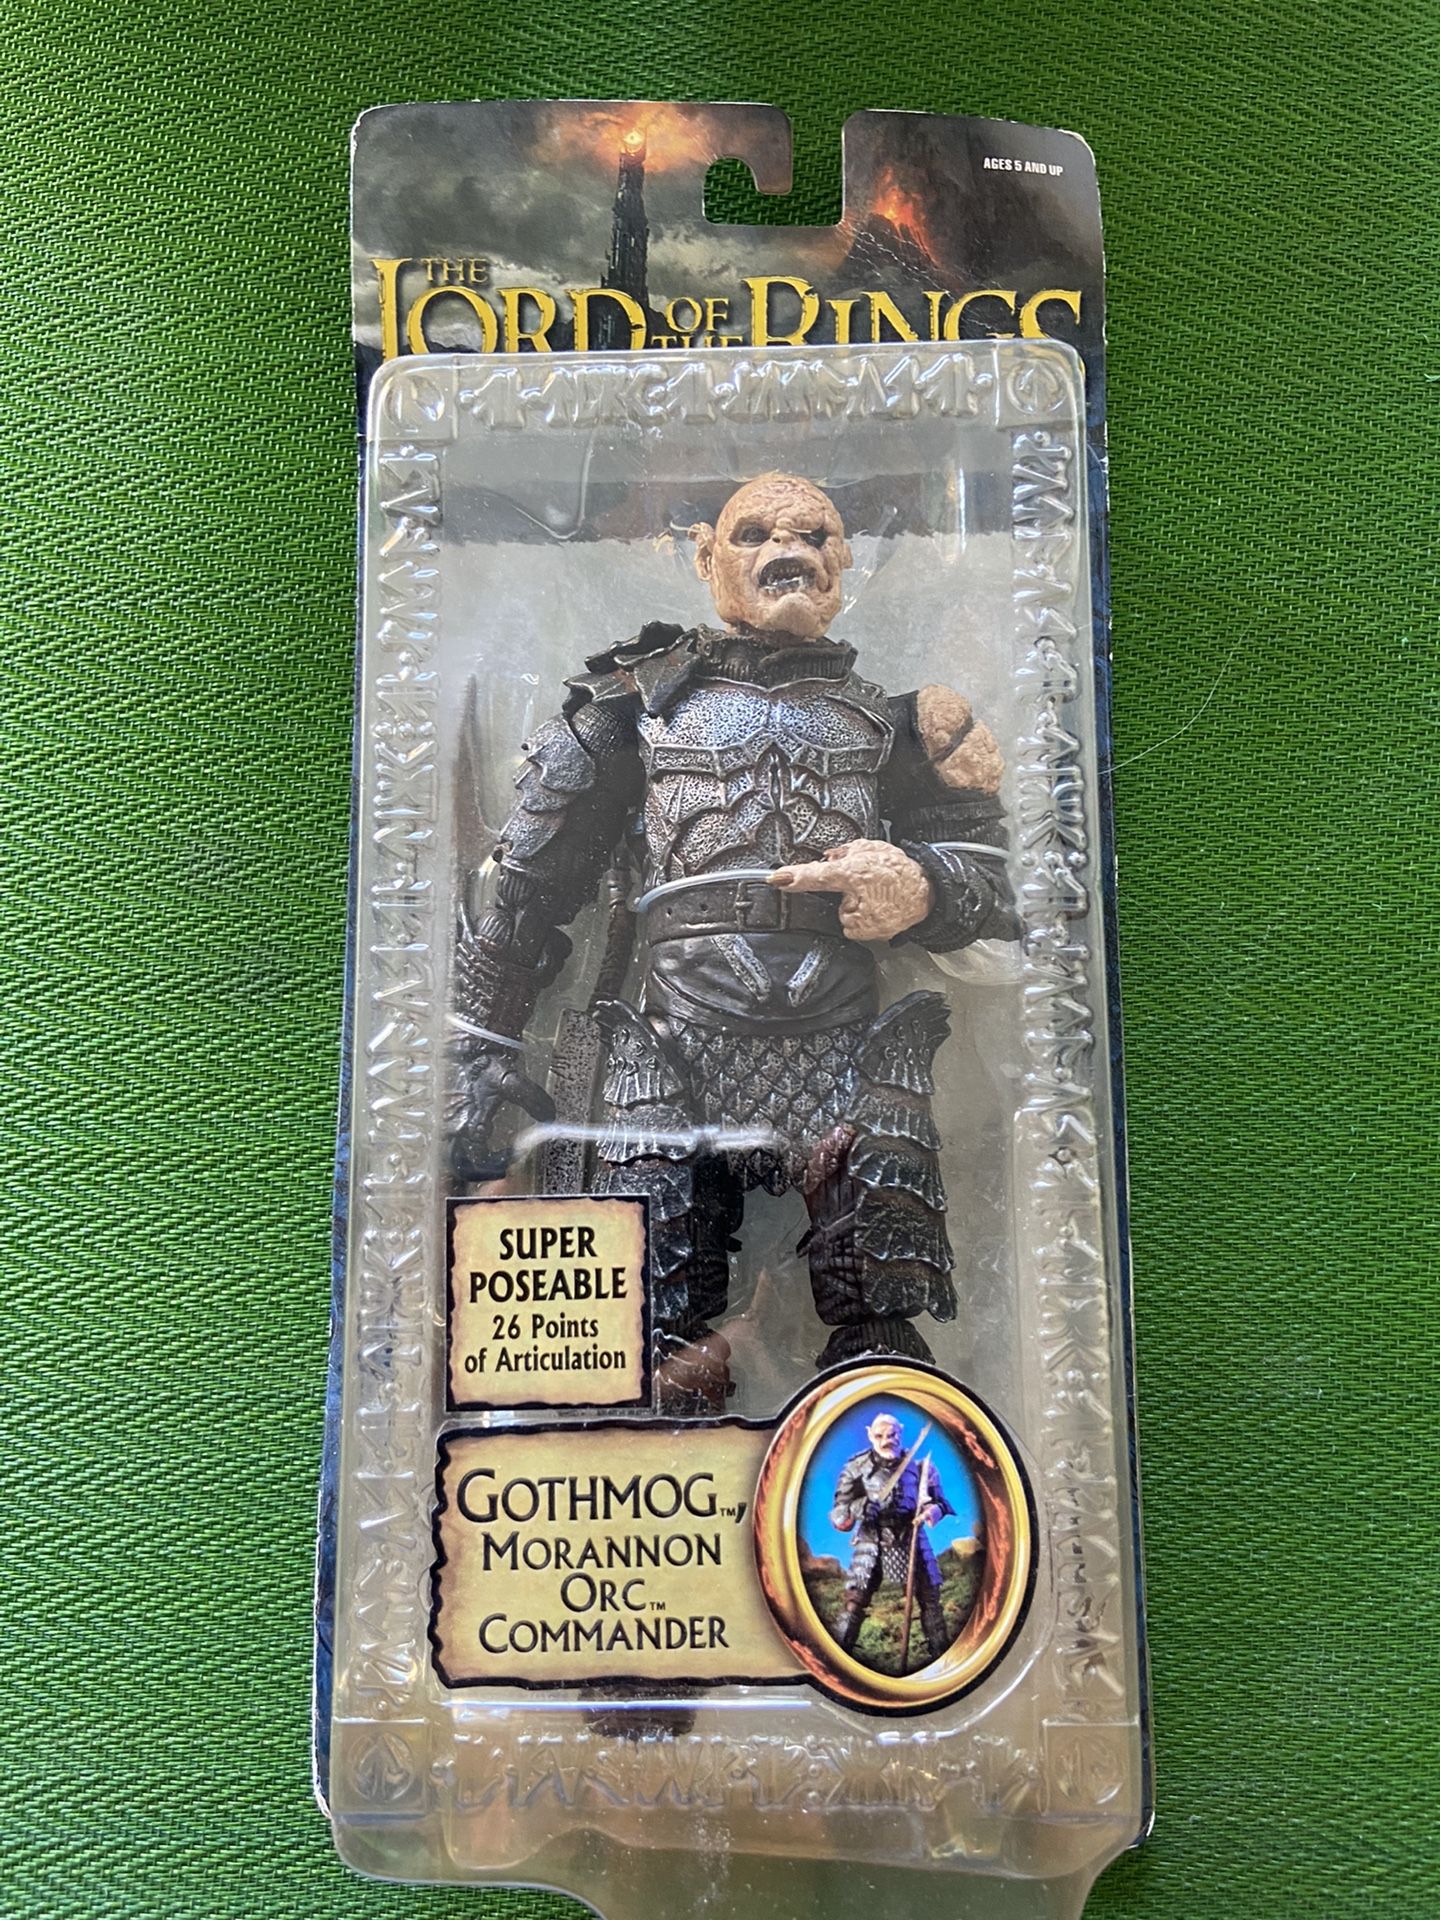 AGES 5 AND UP
THE
LORD OF THE RINGS
SUPER
POSEABLE
26 Points
of Articulation
GOTHMOG™,
MORANNON
ORC™
COMMANDER